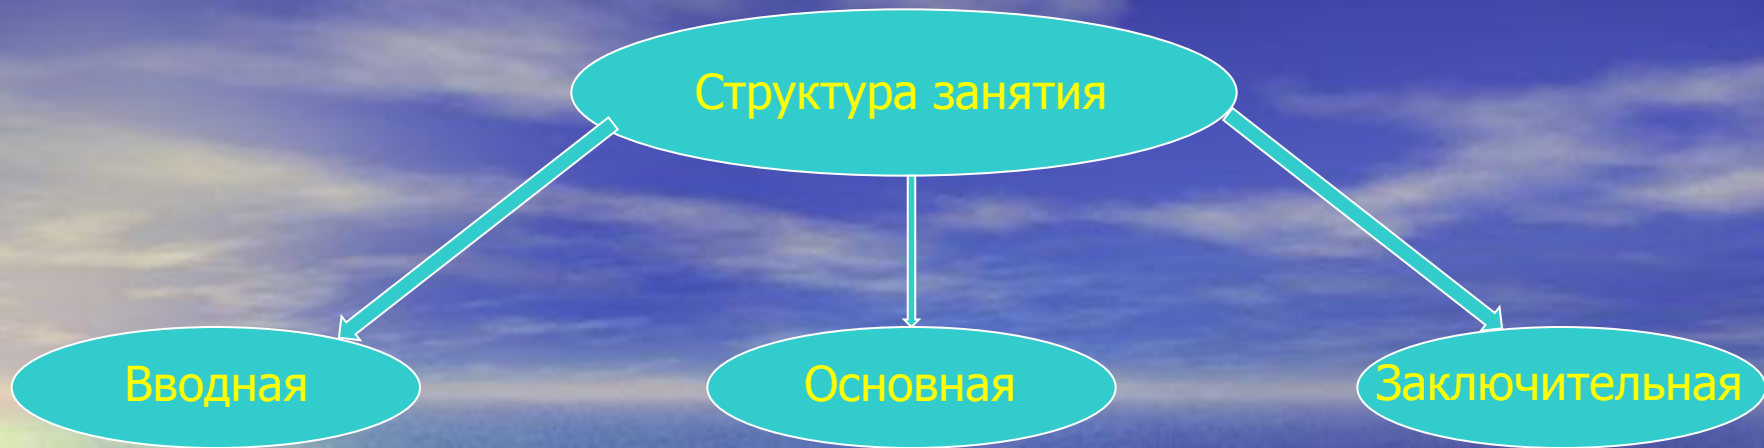 Структура занятия
Вводная
Основная
Заключительная